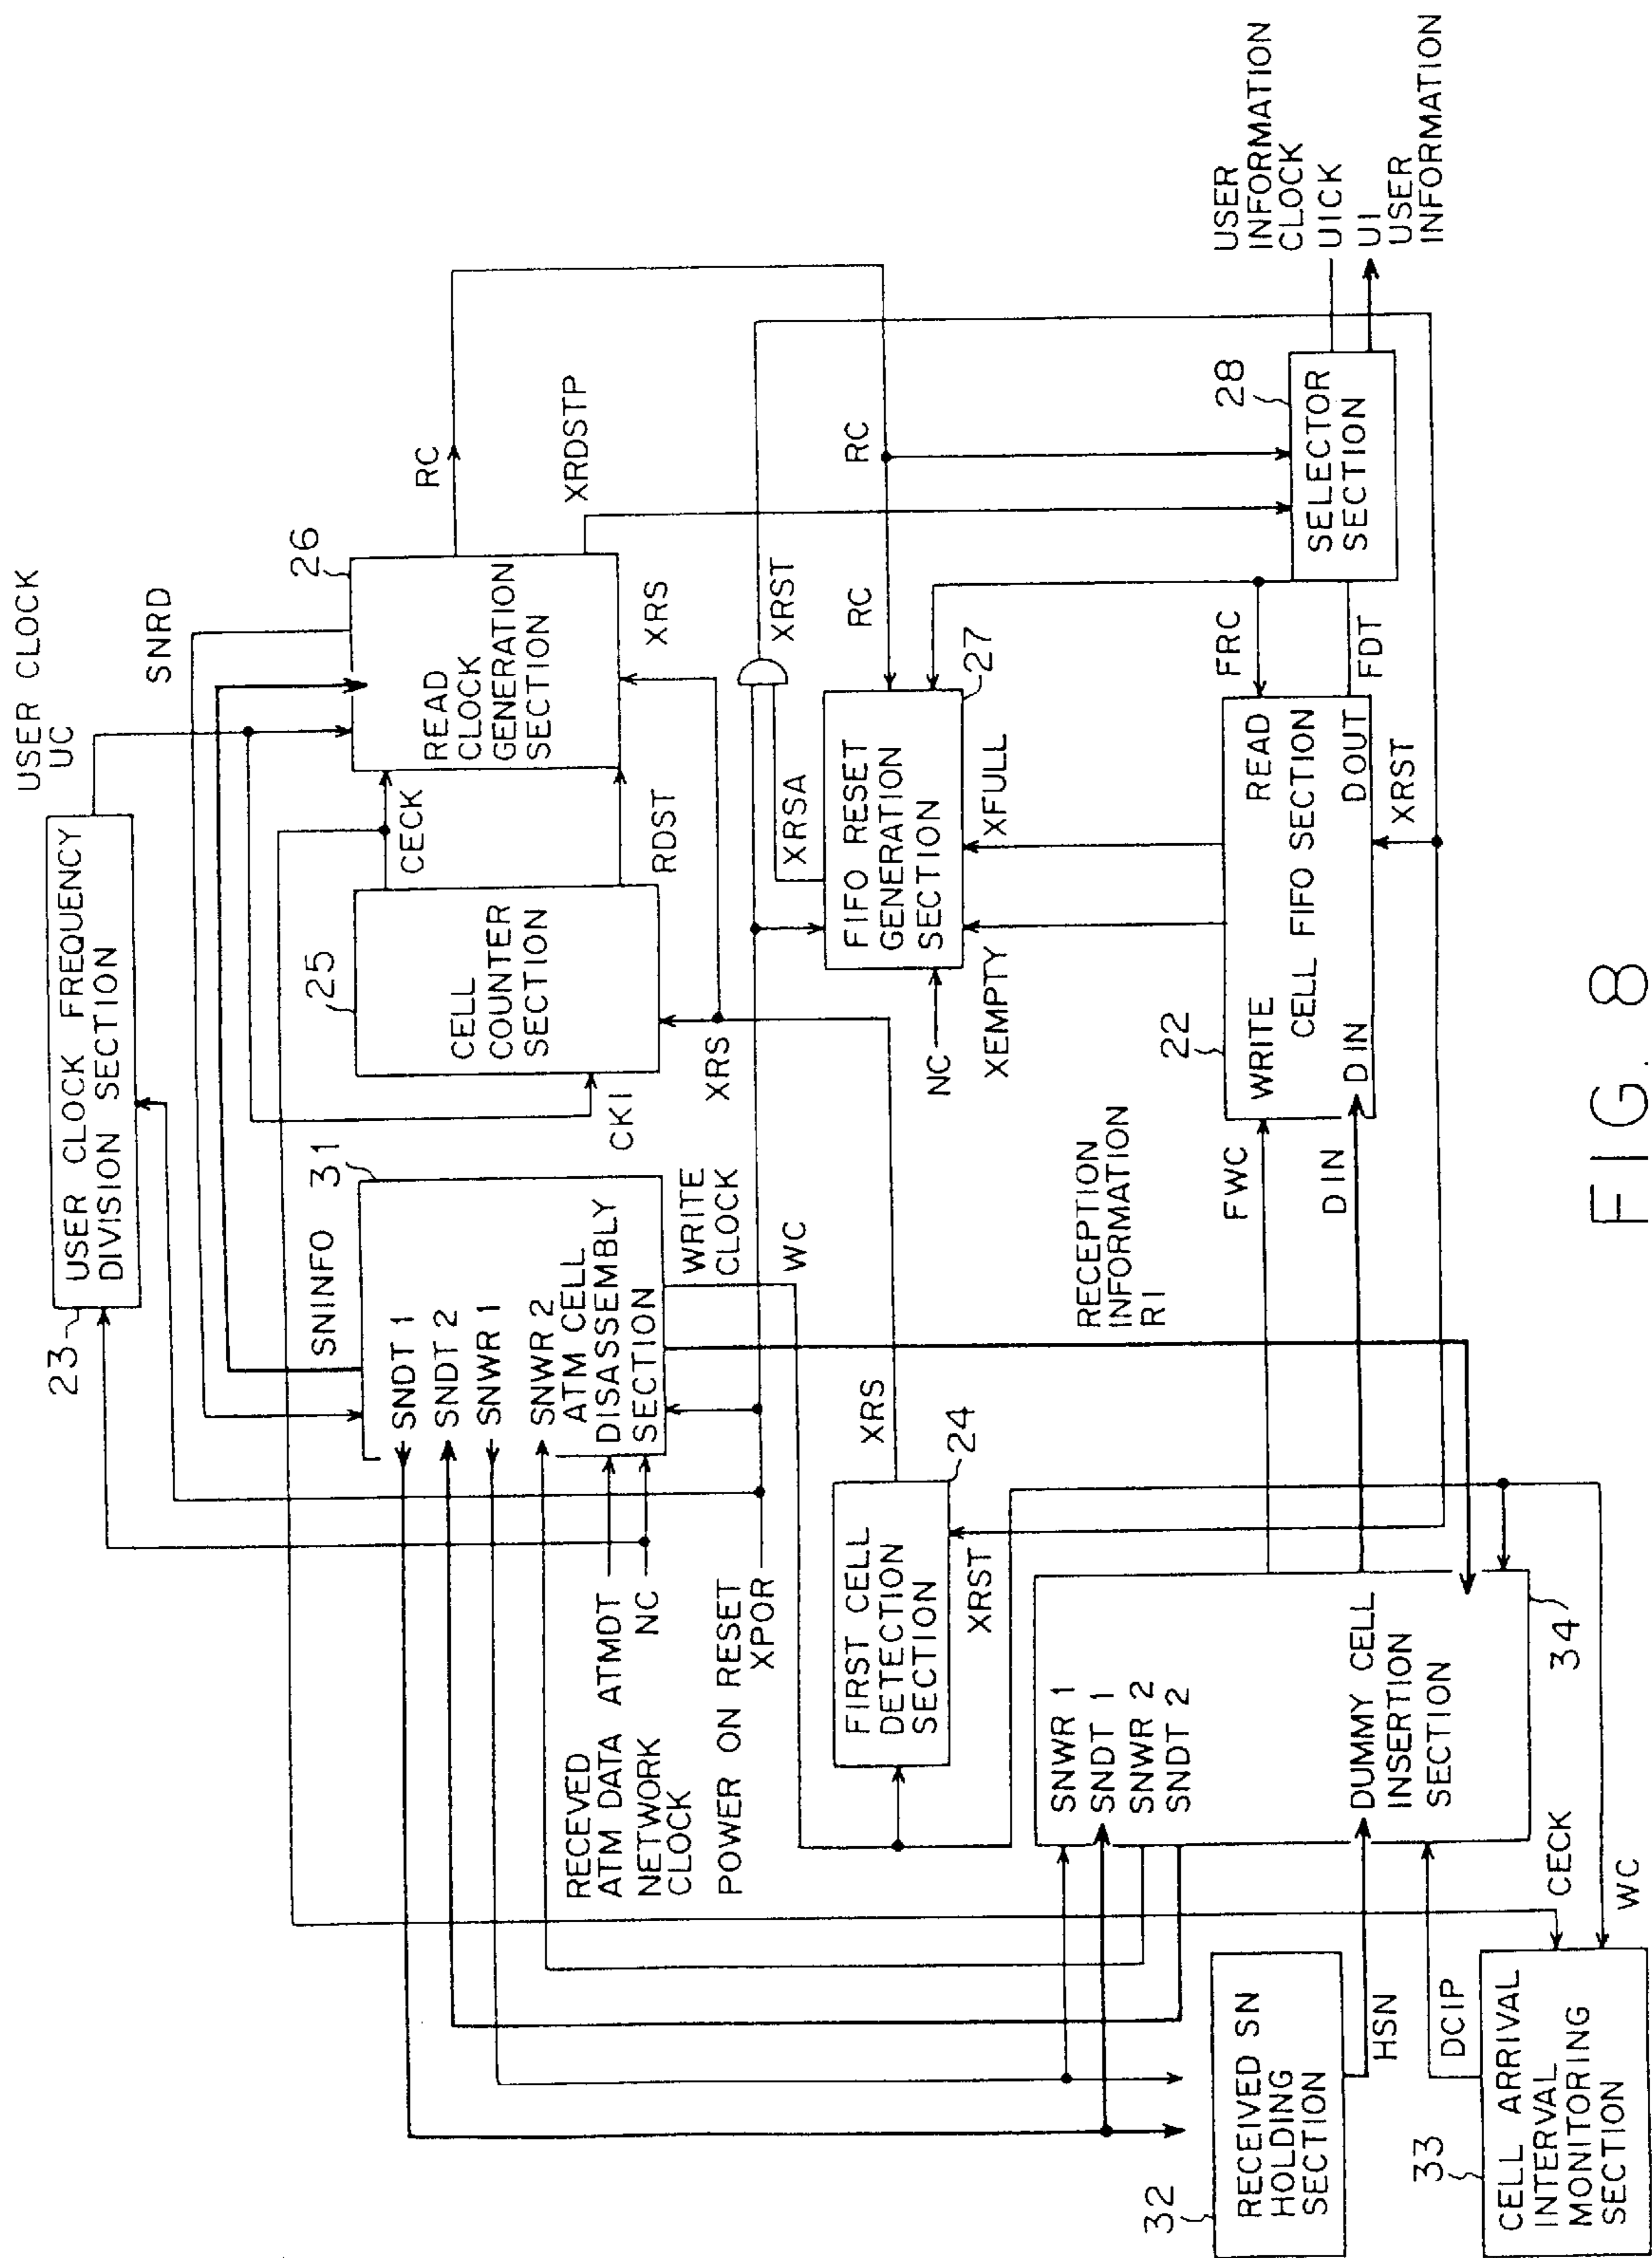 USER CLOCK
UC
23
USER CLOCK FREQUENCY
DIVISION SECTION
SNRD
SNINFO
31
SNDT 1
SNDT 2
SNWR 1
SNWR 2
ATM CELL
DISASSEMBLY
SECTION
25
CELL
COUNTER
SECTION
CKI
CECK
RDST
XRS
26
READ
CLOCK
GENERATION
SECTION
XRS
RC
XRDSTP
RECEVED
ATM DATA ATMDT
NETWORK
CLOCK
NC
POWER ON RESET
XPOR
WRITE
CLOCK
WC
24
FIRST CELL
DETECTION
SECTION
XRS
XRST
NC
FIFO RESET
GENERATION
SECTION
27
XRSA
XRST
RC
RC
XEMPTY
XFULL
RECEPTION
INFORMATION
RI
SNWR 1
SNDT 1
SNWR 2
SNDT 2
DUMMY CELL
INSERTION
SECTION
34
FWC
DIN
22
WRITE
READ
CELL FIFO SECTION
DIN
DOUT
XRST
FRC
FDT
28
SELECTOR
SECTION
USER
INFORMATION
CLOCK
UICK
UI
USER
INFORMATION
32
RECEIVED SN
HOLDING
SECTION
HSN
33
CELL ARRIVAL
INTERVAL
MONITORING
SECTION
DCIP
CECK
WC
FIG. 8